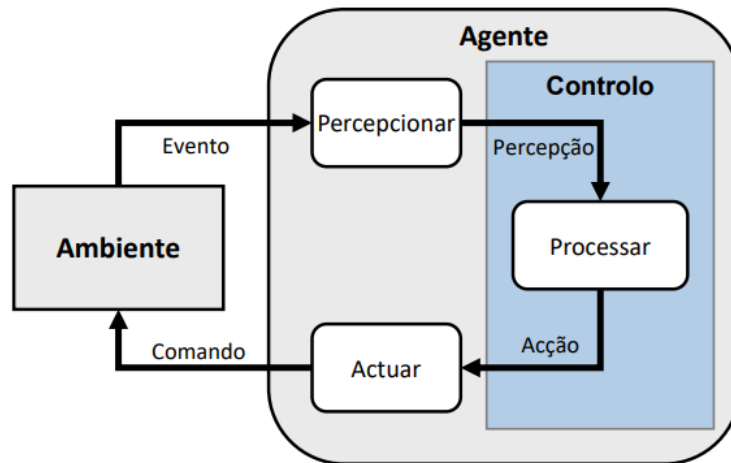 Agente
Controlo
Percepcionar
Evento
Percepção
Ambiente
Processar
Acção
Comando
Actuar